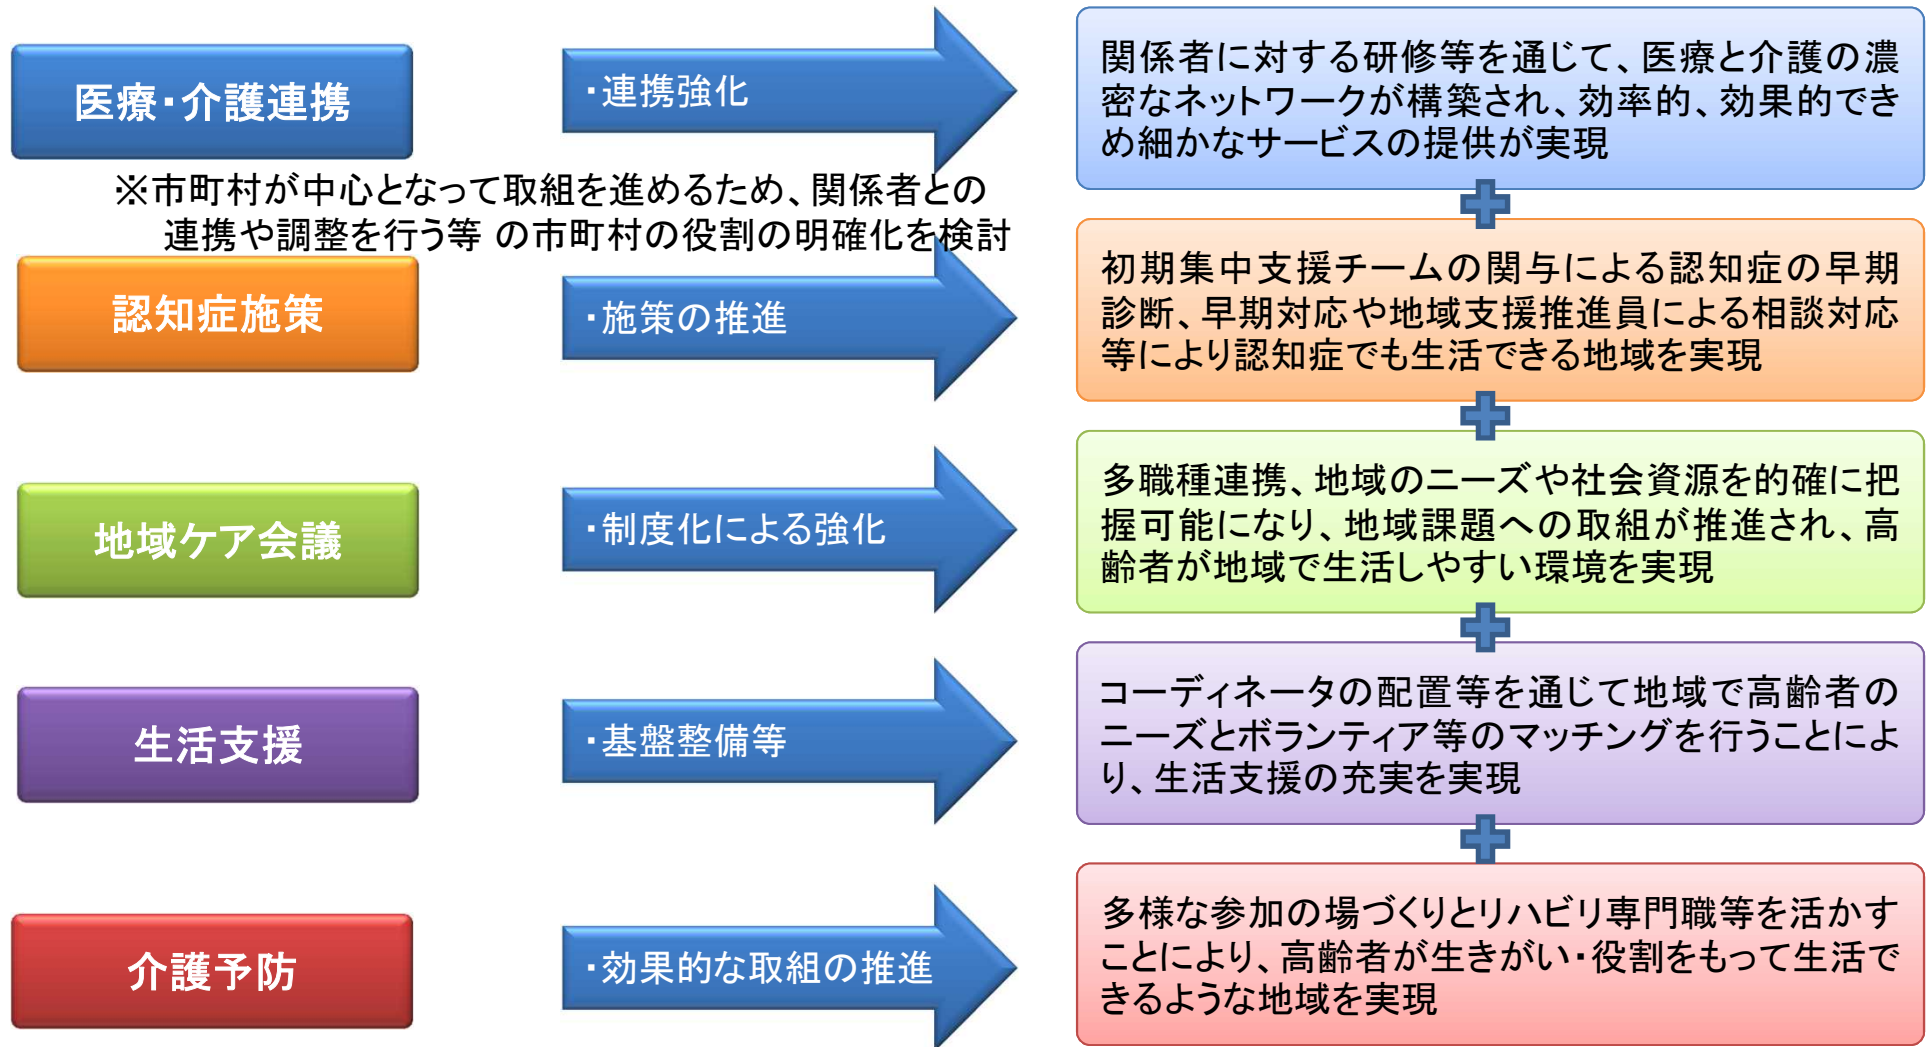 医療・介護連携
・連携強化
関係者に対する研修等を通じて、医療と介護の濃
密なネットワークが構築され、効率的、効果的でき
め細かなサービスの提供が実現
※市町村が中心となって取組を進めるため、関係者との
連携や調整を行う等 の市町村の役割の明確化を検討
認知症施策
・施策の推進
初期集中支援チームの関与による認知症の早期
診断、早期対応や地域支援推進員による相談対応
等により認知症でも生活できる地域を実現
地域ケア会議
・制度化による強化
多職種連携、地域のニーズや社会資源を的確に把
握可能になり、地域課題への取組が推進され、高
齢者が地域で生活しやすい環境を実現
生活支援
・基盤整備等
コーディネータの配置等を通じて地域で高齢者の
ニーズとボランティア等のマッチングを行うことによ
り、生活支援の充実を実現
介護予防
・効果的な取組の推進
多様な参加の場づくりとリハビリ専門職等を活かす
ことにより、高齢者が生きがい・役割をもって生活で
きるような地域を実現